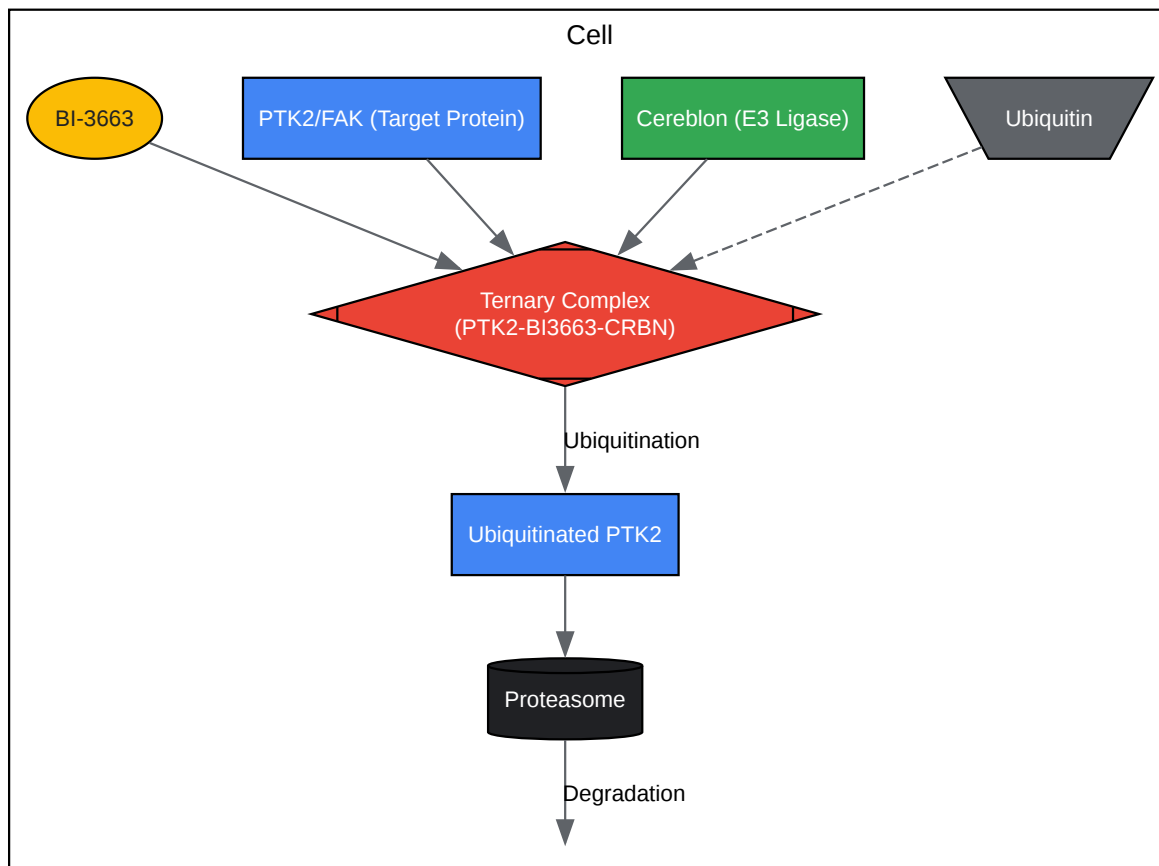 Cell
BI-3663
PTK2/FAK (Target Protein)
Cereblon (E3 Ligase)
Ubiquitin
Ternary Complex
(PTK2-BI3663-CRBN)
Ubiquitination
Ubiquitinated PTK2
Proteasome
Degradation